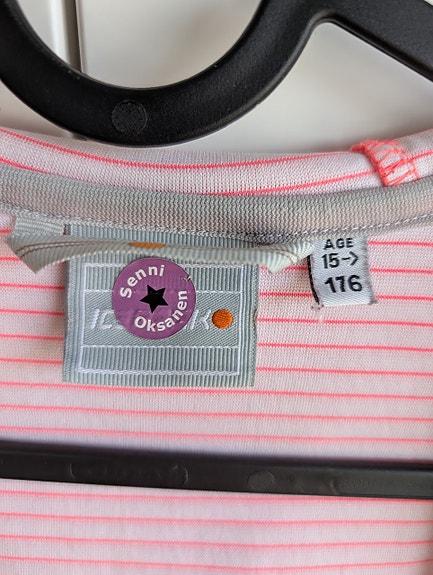 Senni
Oksanen
AGE
15->
176